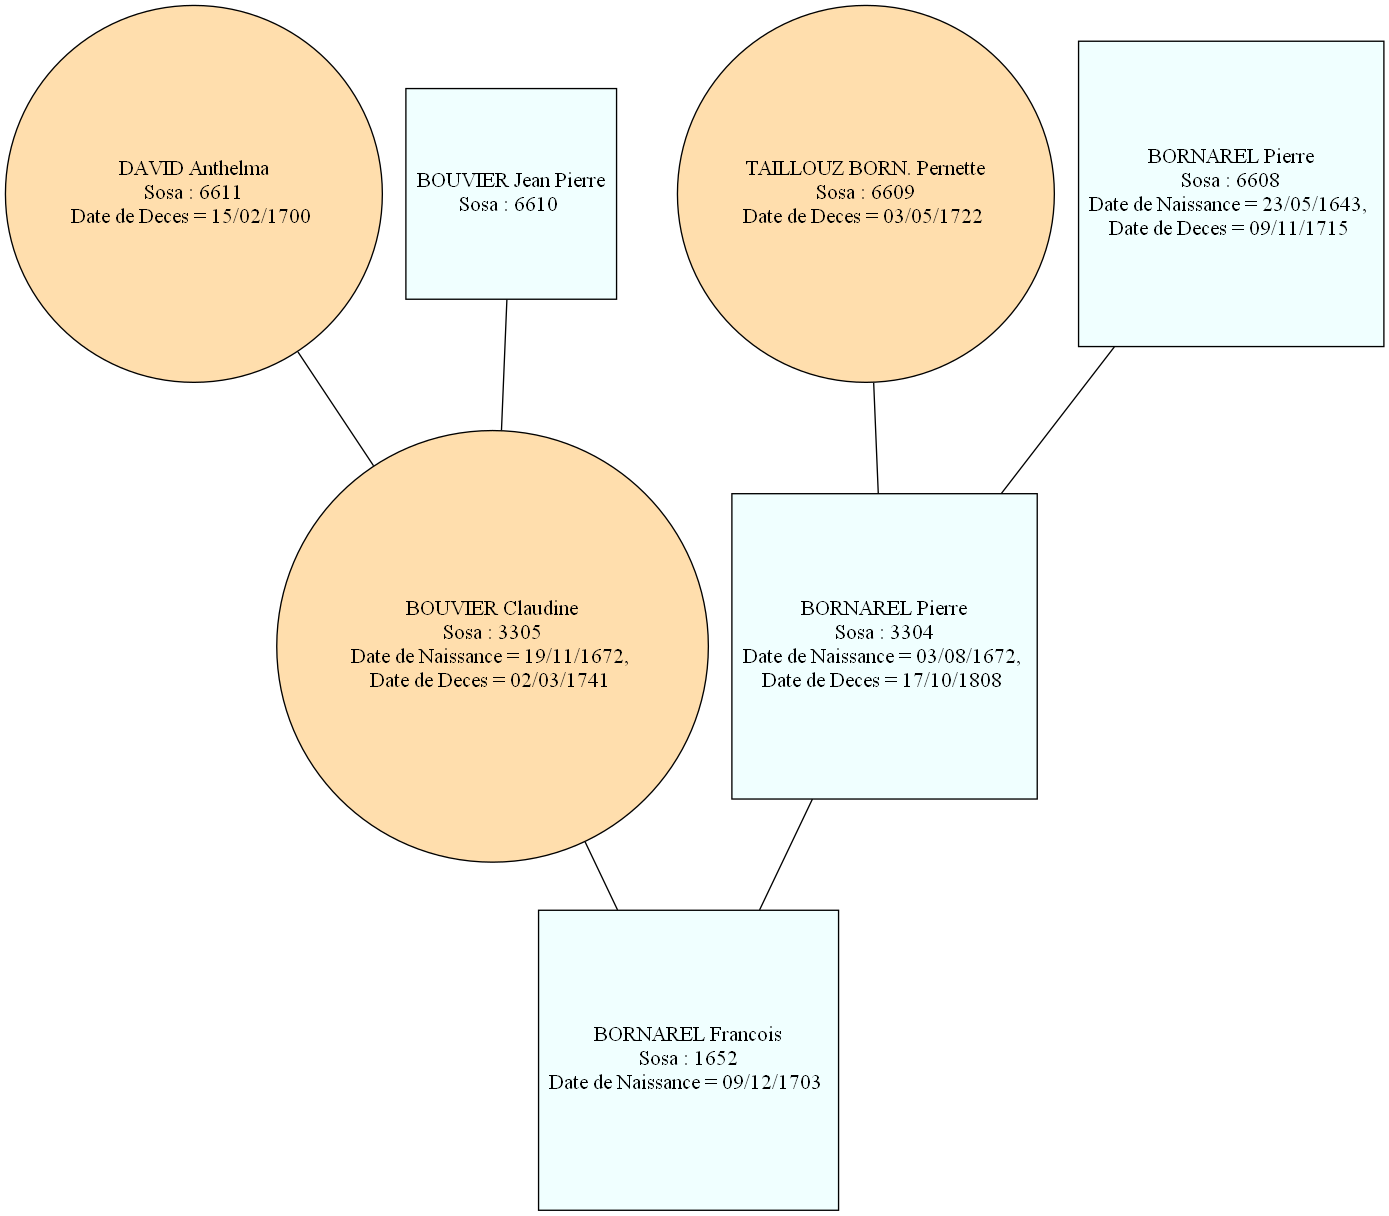 DAVID Anthelma
Sosa : 6611
Date de Deces = 15/02/1700
BOUVIER Jean Pierre
Sosa : 6610
TAILLOUZ BORN. Pernette
Sosa : 6609
Date de Deces = 03/05/1722
BORNAREL Pierre
Sosa : 6608
Date de Naissance = 23/05/1643,
Date de Deces = 09/11/1715
BOUVIER Claudine
Sosa : 3305
Date de Naissance = 19/11/1672,
Date de Deces = 02/03/1741
BORNAREL Pierre
Sosa : 3304
Date de Naissance = 03/08/1672,
Date de Deces = 17/10/1808
BORNAREL Francois
Sosa : 1652
Date de Naissance = 09/12/1703